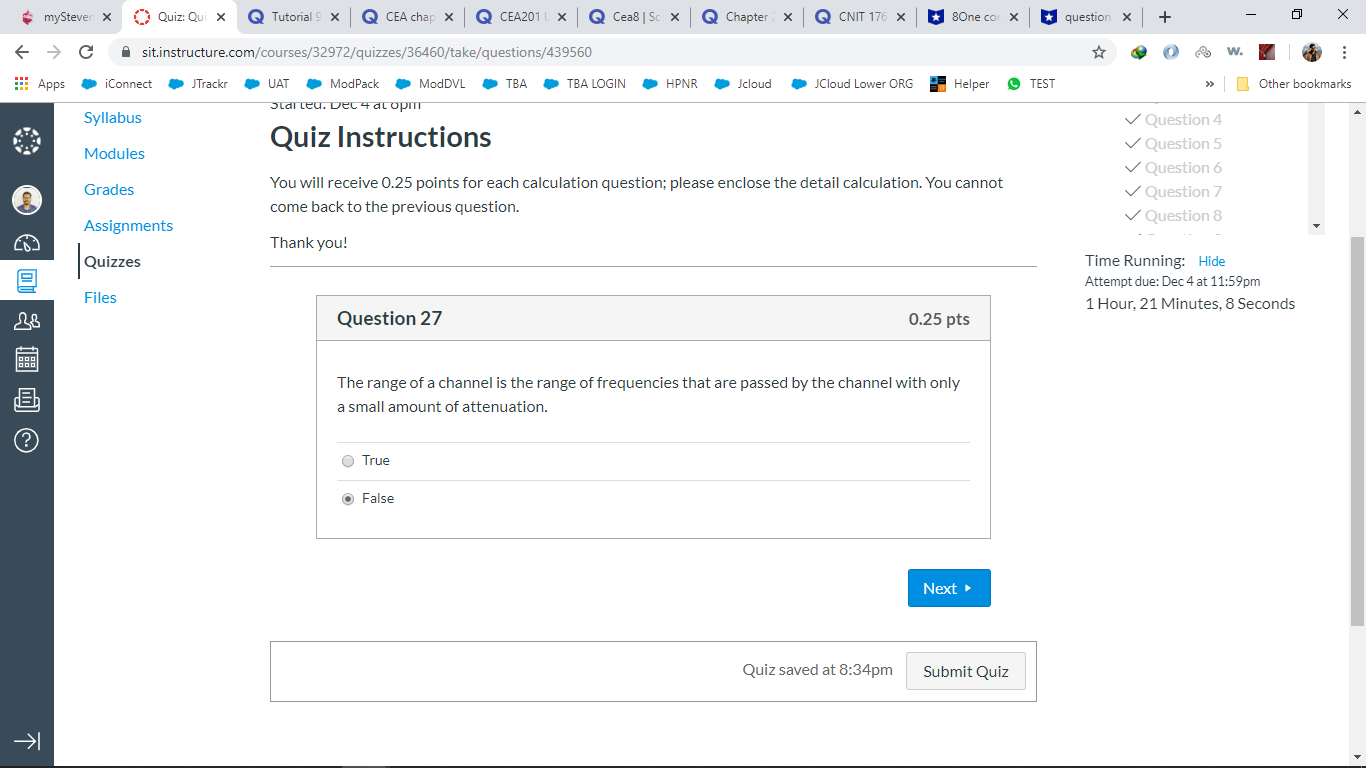 mySteven
Quiz: Qui
Tutorial 9
CEA chap
CEA201
Cea8 | Sc
Chapter
CNIT 176
8One cor
question
sit.instructure.com/courses/32972/quizzes/36460/take/questions/439560
Apps
iConnect
JTrackr
UAT
ModPack
ModDVL
TBA
TBA LOGIN
HPNR
Jcloud
JCloud Lower ORG
Helper
TEST
»
Other bookmarks
Syllabus
Modules
Grades
Assignments
Quizzes
Files
Started: Dec 4 at 6pm
Quiz Instructions
You will receive 0.25 points for each calculation question; please enclose the detail calculation. You cannot
come back to the previous question.
Thank you!
Question 27
0.25 pts
The range of a channel is the range of frequencies that are passed by the channel with only
a small amount of attenuation.
True
False
Next
Quiz saved at 8:34pm
Submit Quiz
Question 4
Question 5
Question 6
Question 7
Question 8
Time Running: Hide
Attempt due: Dec 4 at 11:59pm
1 Hour, 21 Minutes, 8 Seconds